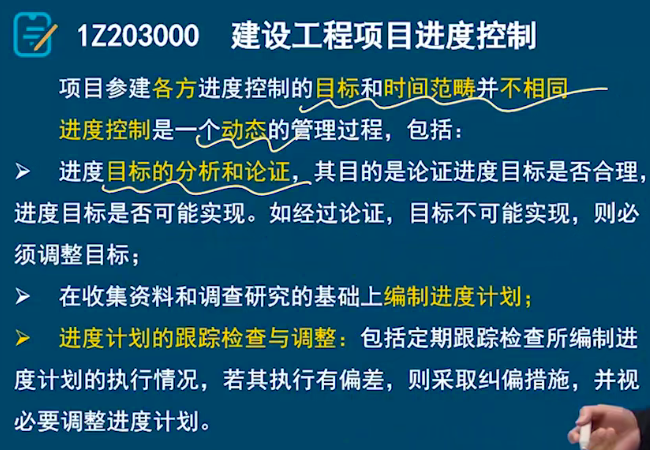 1Z203000 建设工程项目进度控制
项目参建各方进度控制的目标和时间范畴并不相同
进度控制是一个动态的管理过程，包括：
➢ 进度目标的分析和论证，其目的是论证进度目标是否合理，
进度目标是否可能实现。如经过论证，目标不可能实现，则必
须调整目标；
➢ 在收集资料和调查研究的基础上编制进度计划；
➢ 进度计划的跟踪检查与调整：包括定期跟踪检查所编制进
度计划的执行情况，若其执行有偏差，则采取纠偏措施，并视
必要调整进度计划。